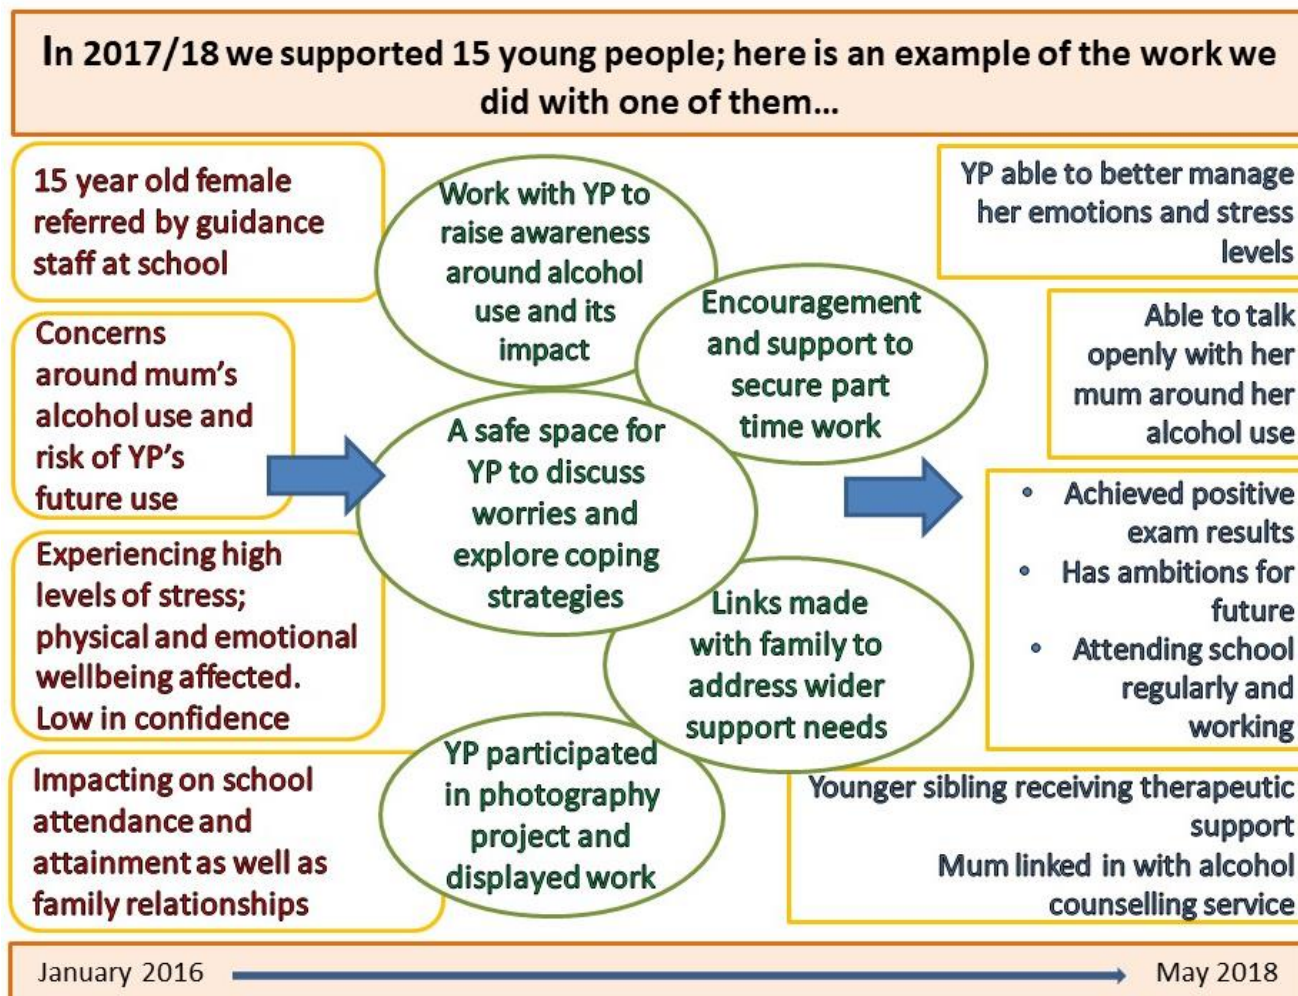 In 2017/18 we supported 15 young people; here is an example of the work we
did with one of them…
15 year old female
referred by guidance
staff at school
Concerns
around mum's
alcohol use and
risk of YP's
future use
Experiencing high
levels of stress;
physical and emotional
wellbeing affected.
Low in confidence
Impacting on school
attendance and
attainment as well as
family relationships
Work with YP to
raise awareness
around alcohol
use and its
impact
Encouragement
and support to
secure part
time work
A safe space for
YP to discuss
worries and
explore coping
strategies
Links made
with family to
address wider
support needs
YP participated
in photography
project and
displayed work
YP able to better manage
her emotions and stress
levels
Able to talk
openly with her
mum around her
alcohol use
• Achieved positive
exam results
• Has ambitions for
future
• Attending school
regularly and
working
Younger sibling receiving therapeutic
support
Mum linked in with alcohol
counselling service
January 2016
May 2018